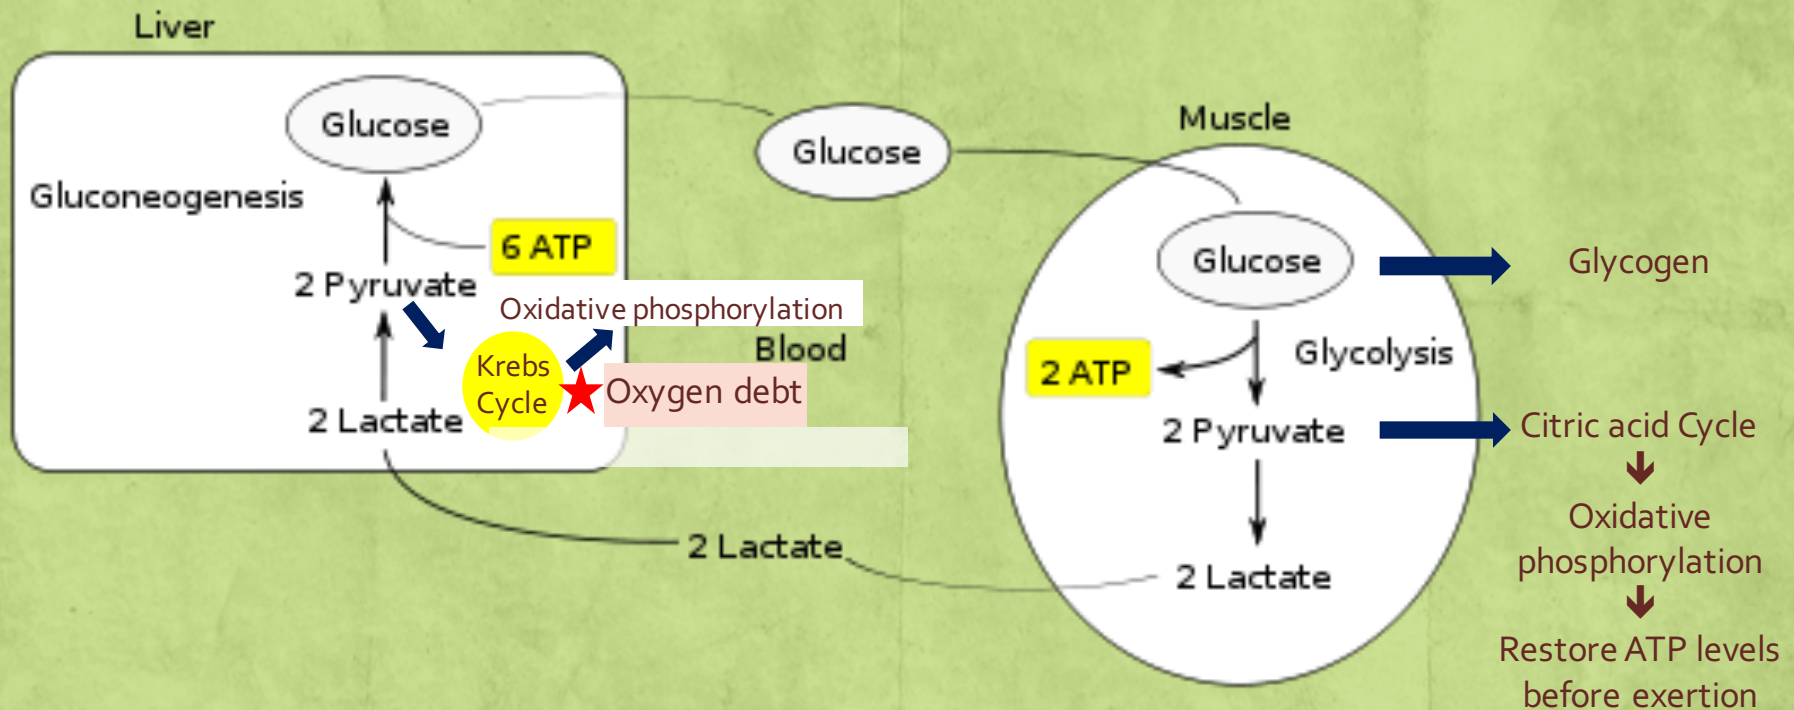 Liver
Glucose
Gluconeogenesis
6 ATP
2 Pyruvate
Oxidative phosphorylation
Krebs
Cycle
Oxygen debt
2 Lactate
Glucose
Blood
2 Lactate
Muscle
Glucose
Glycogen
2 ATP
Glycolysis
2 Pyruvate
Citric acid Cycle
Oxidative
phosphorylation
Restore ATP levels
before exertion
2 Lactate